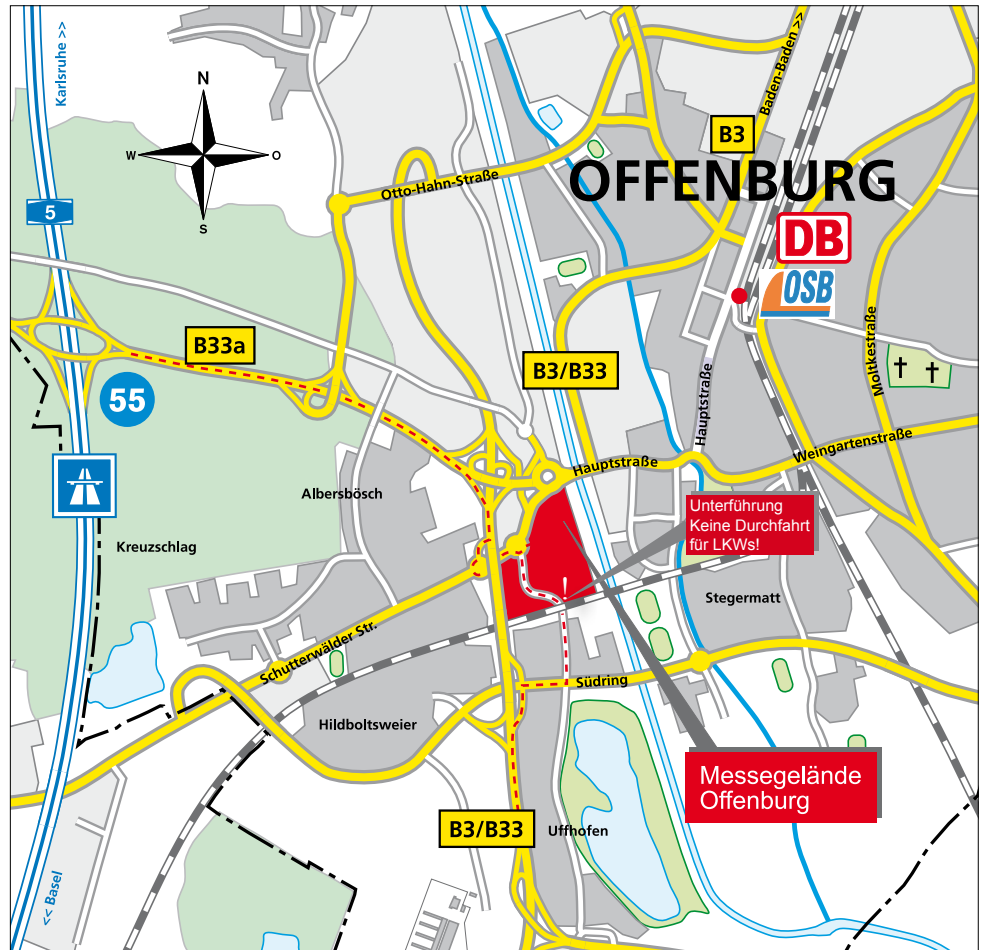 Karlsruhe >>
Baden-Baden >>
N
W
O
S
B3
Otto-Hahn-Straße
OFFENBURG
5
DB
OSB
B33a
B3/B33
55
Hauptstraße
Moltkestraße
Hauptstraße
Weingartenstraße
Albersbösch
Unterführung
Keine Durchfahrt
für LKWs!
Kreuzschlag
!
Stegermatt
Schutterwälder Str.
Südring
Hildboltsweier
Messegelände
Offenburg
B3/B33
Uffhofen
<< Basel